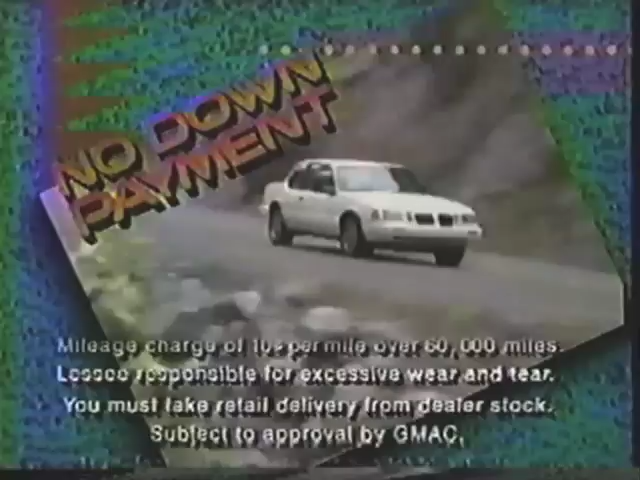 NO DOWN
PAYMENT
Mileage charge of 10¢ per mile over 60,000 miles.
Lessee responsible for excessive wear and tear.
You must take retail delivery from dealer stock.
Subject to approval by GMAC.